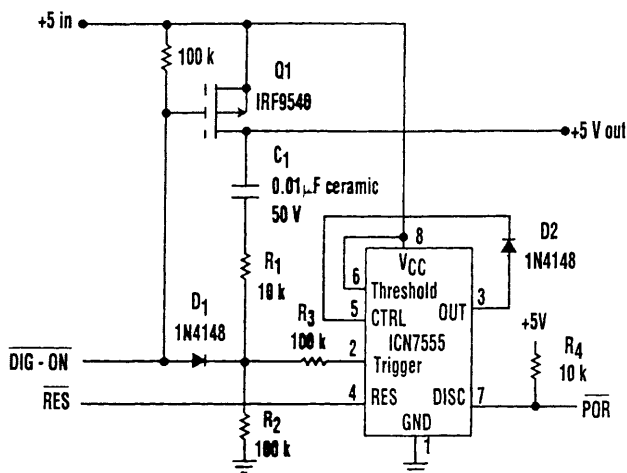 +5 in
100 k
Q1
IRF9540
+5 V out
C1
0.01μF ceramic
50 V
R1
10 k
D1
1N4148
R3
100 k
DIG - ON
RES
R2
100 k
8
VCC
6
Threshold
5
CTRL
OUT
3
ICN7555
2
Trigger
4
RES
DISC
7
GND
1
D2
1N4148
+5V
R4
10 k
POR